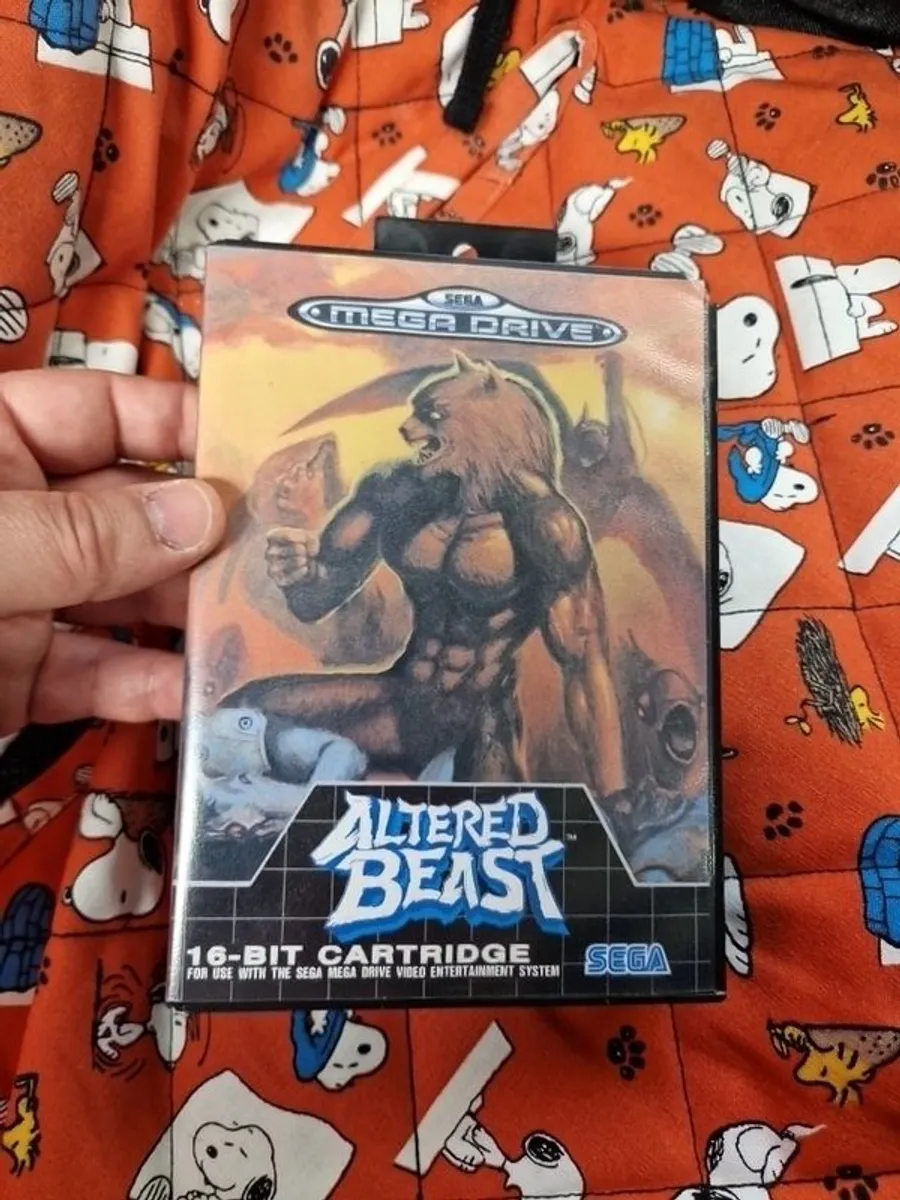 SEGA
MEGA DRIVE
ALTERED
BEAST
TM
16-BIT CARTRIDGE
FOR USE WITH THE SEGA MEGA DRIVE VIDEO ENTERTAINMENT SYSTEM
SEGA